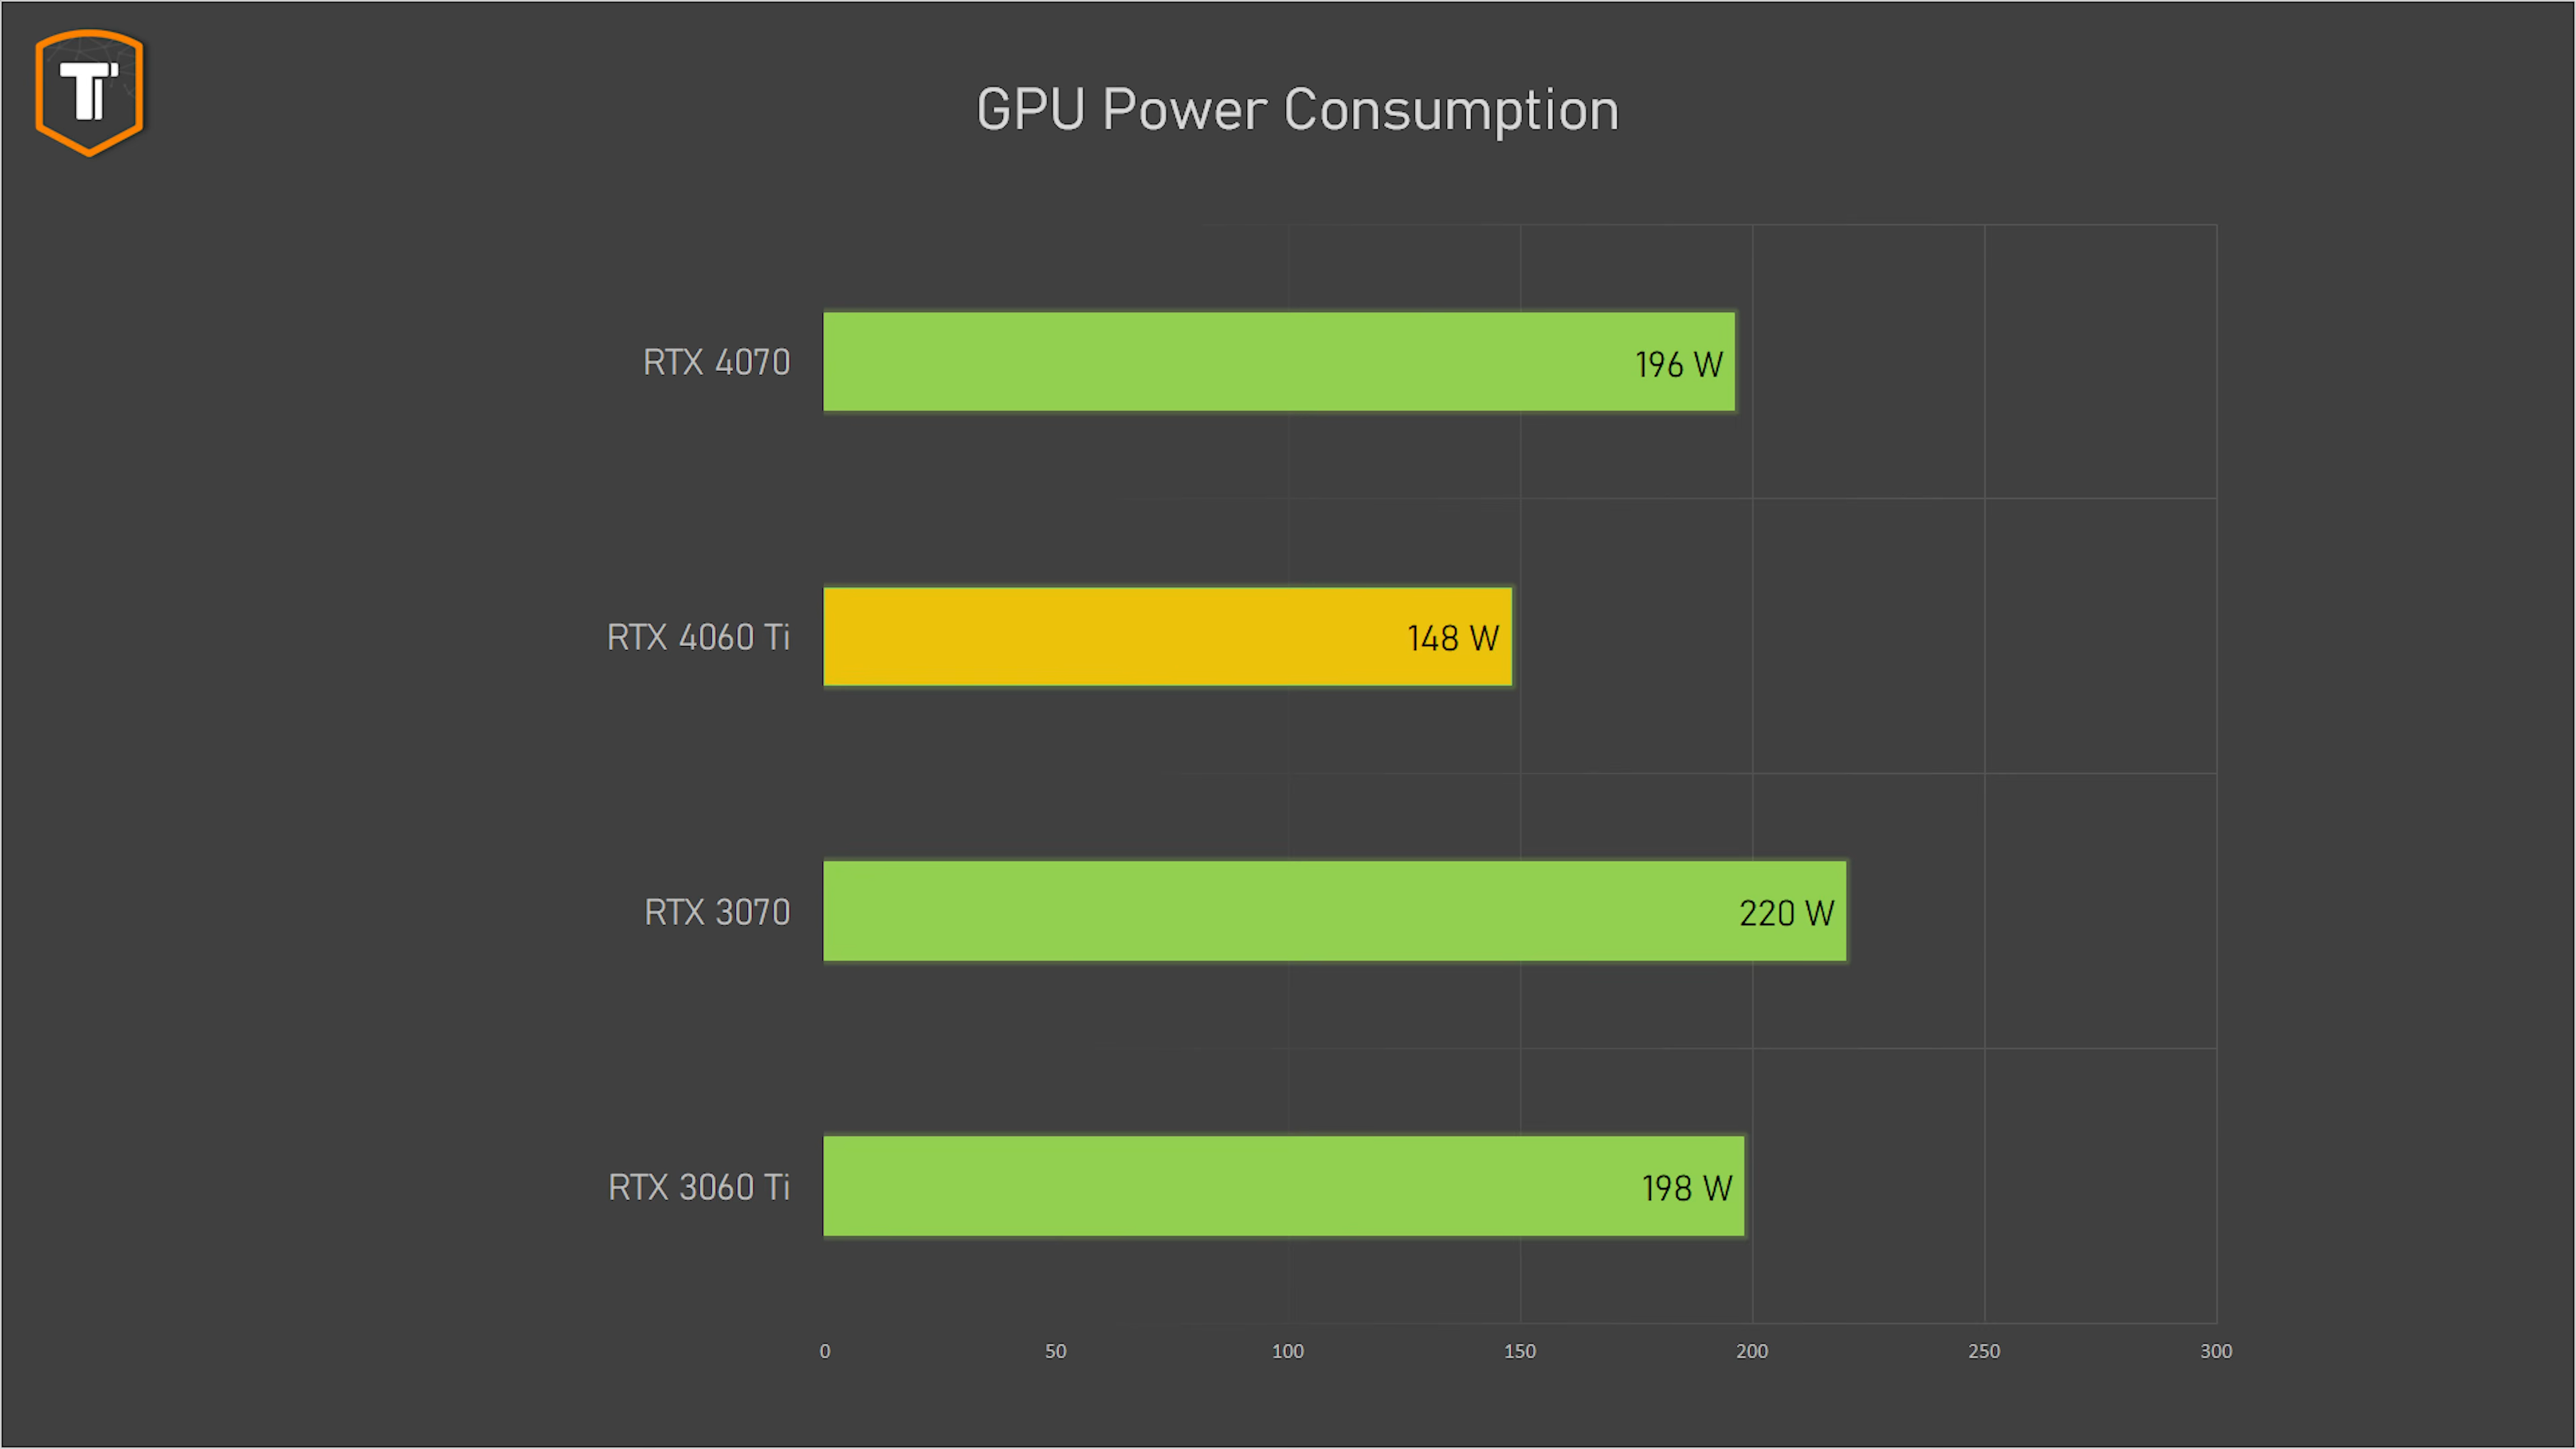 Ti
GPU Power Consumption
RTX 4070
196 W
RTX 4060 Ti
148 W
RTX 3070
220 W
RTX 3060 Ti
198 W
0 50 100 150 200 250 300